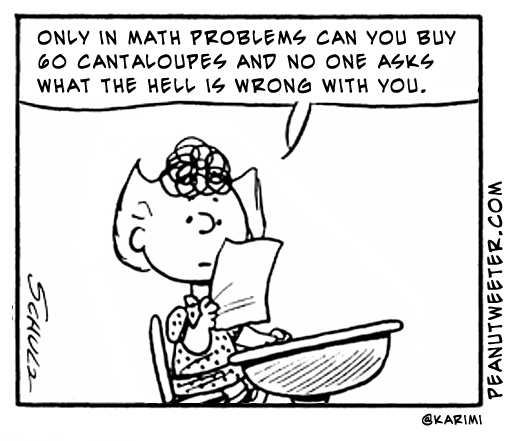 ONLY IN MATH PROBLEMS CAN YOU BUY
60 CANTALOUPES AND NO ONE ASKS
WHAT THE HELL IS WRONG WITH YOU.
SCHULZ
PEANUTWEETER.COM
@KARIMI